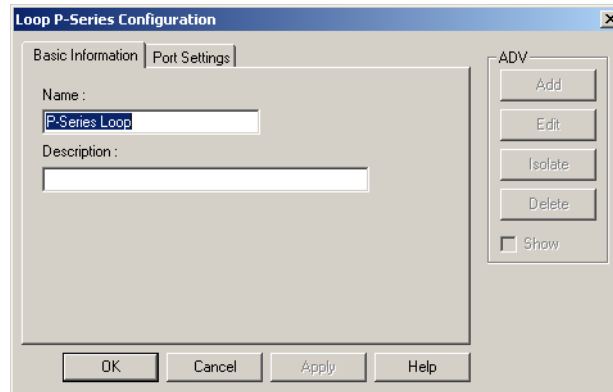 Loop P-Series Configuration
Basic Information
Port Settings
Name :
P-Series Loop
Description :
ADV
Add
Edit
Isolate
Delete
Show
OK
Cancel
Apply
Help